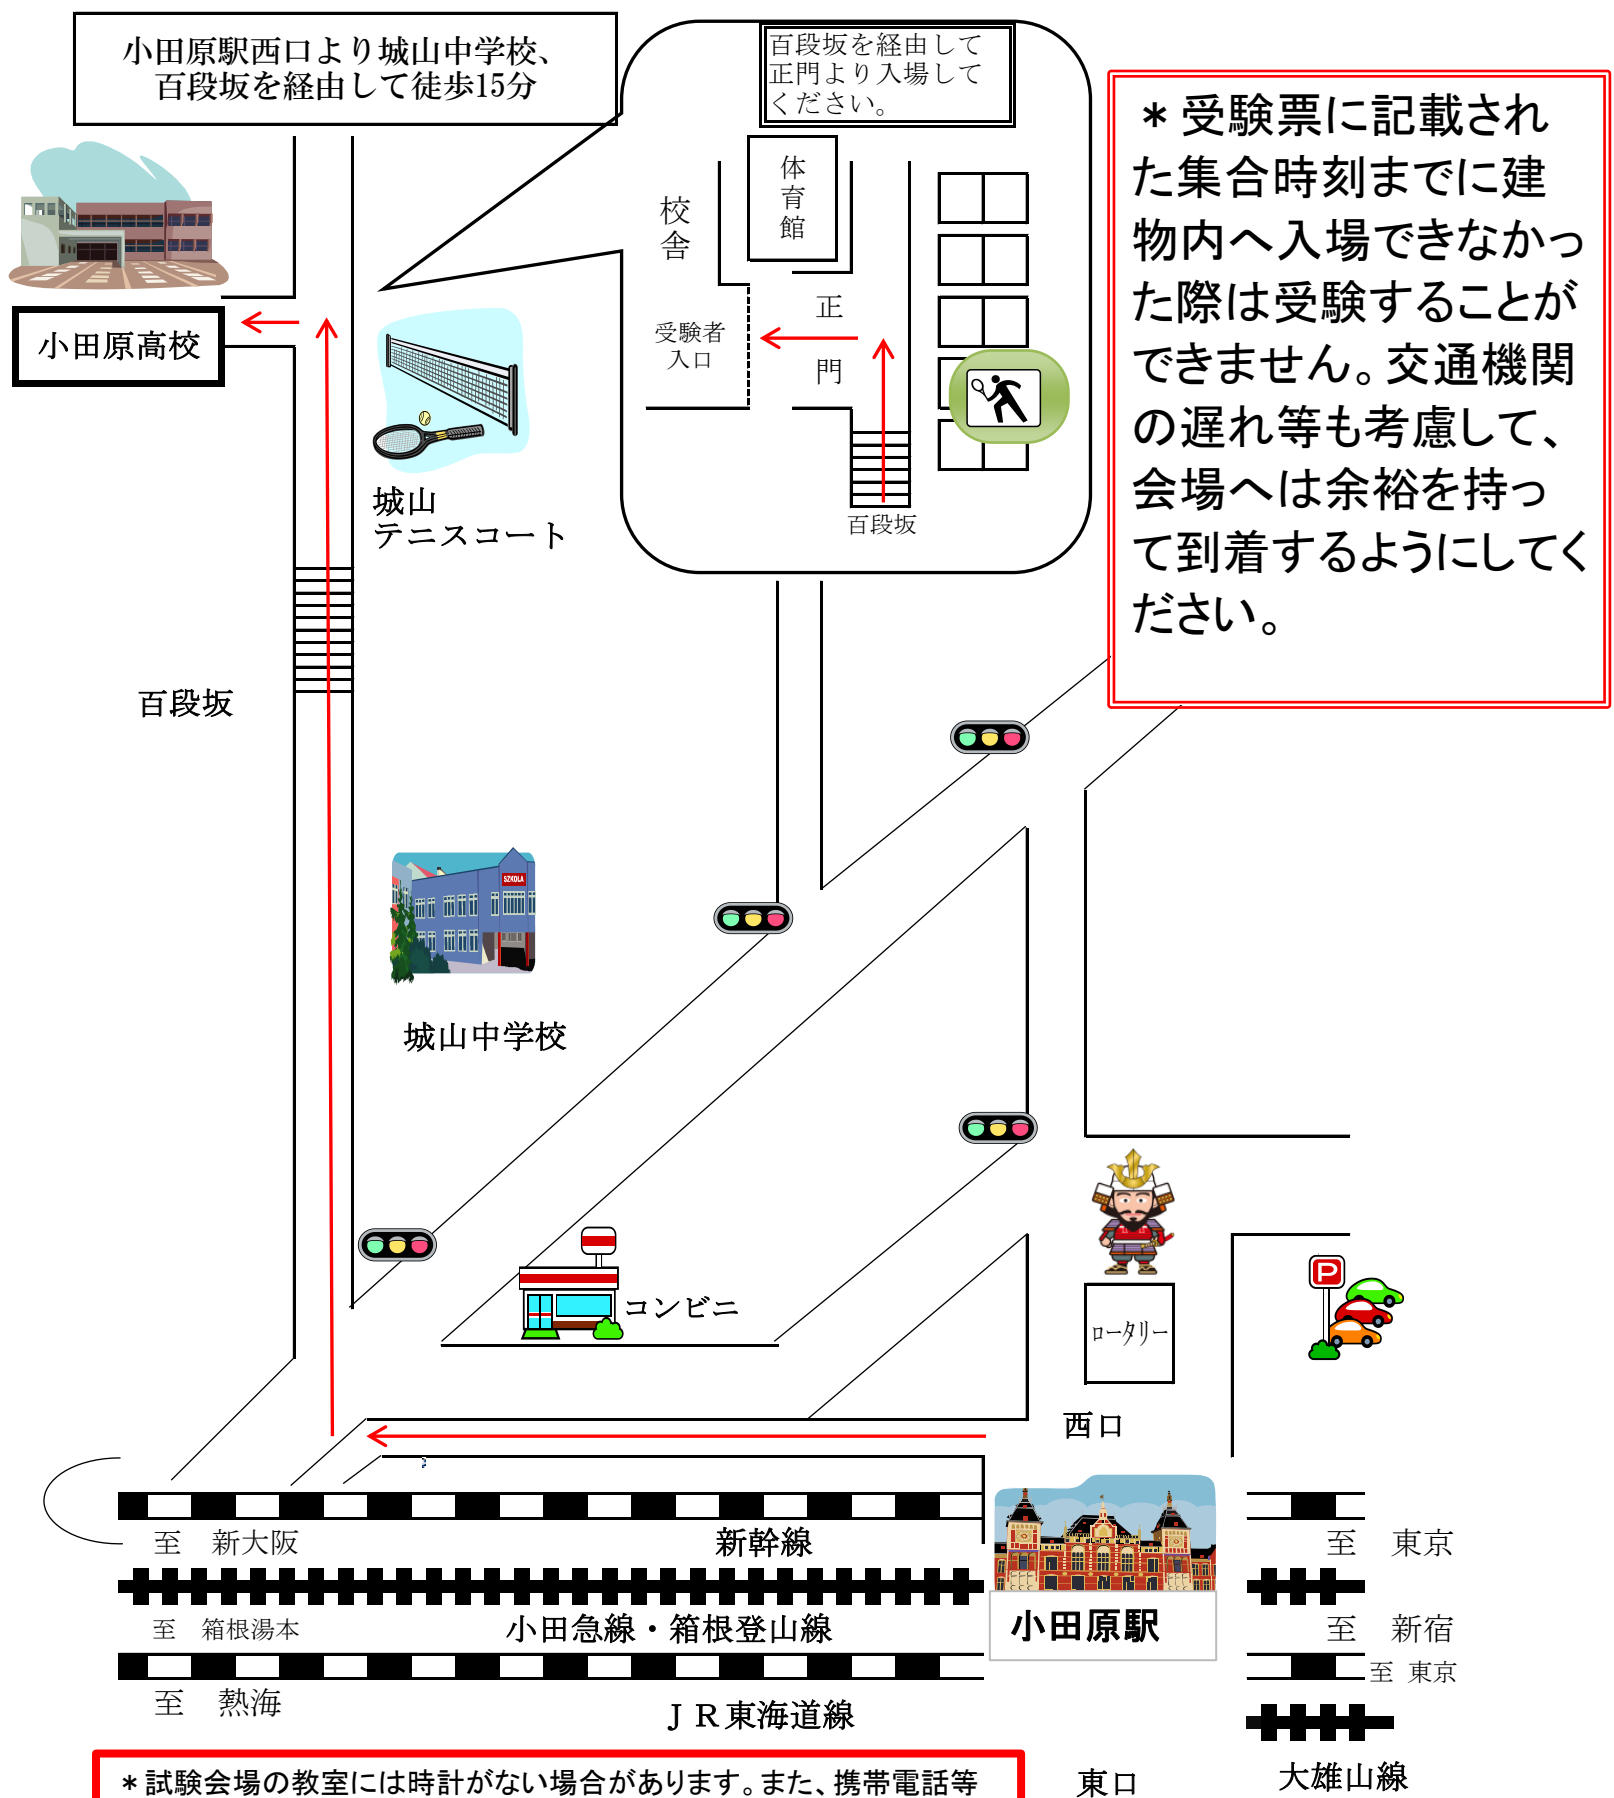 小田原駅西口より城山中学校、
百段坂を経由して徒歩15分
百段坂を経由して
正門より入場して
ください。
＊受験票に記載され
た集合時刻までに建
物内へ入場できなかっ
た際は受験することが
できません。交通機関
の遅れ等も考慮して、
会場へは余裕を持っ
て到着するようにしてく
ださい。
体育館
校舎
正門
受験者
入口
百段坂
小田原高校
城山
テニスコート
百段坂
SZKOLA
城山中学校
コンビニ
P
ロータリー
西口
至　新大阪
新幹線
至　東京
至　箱根湯本
小田急線・箱根登山線
小田原駅
至　新宿
至　東京
至　熱海
ＪＲ東海道線
大雄山線
東口
＊試験会場の教室には時計がない場合があります。また、携帯電話等